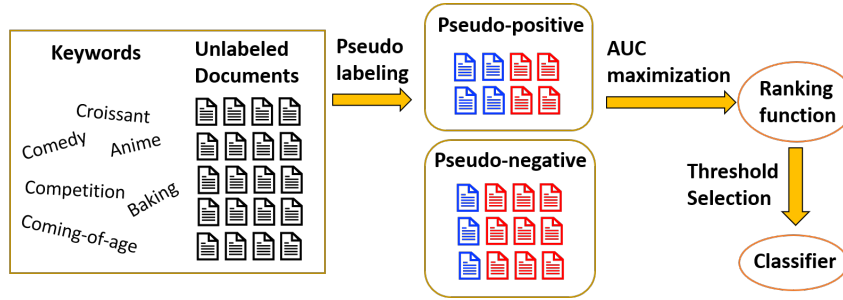 Keywords
Unlabeled
Documents
Croissant
Comedy
Anime
Competition
Baking
Coming-of-age
Pseudo
labeling
Pseudo-positive
Pseudo-negative
AUC
maximization
Ranking
function
Threshold
Selection
Classifier